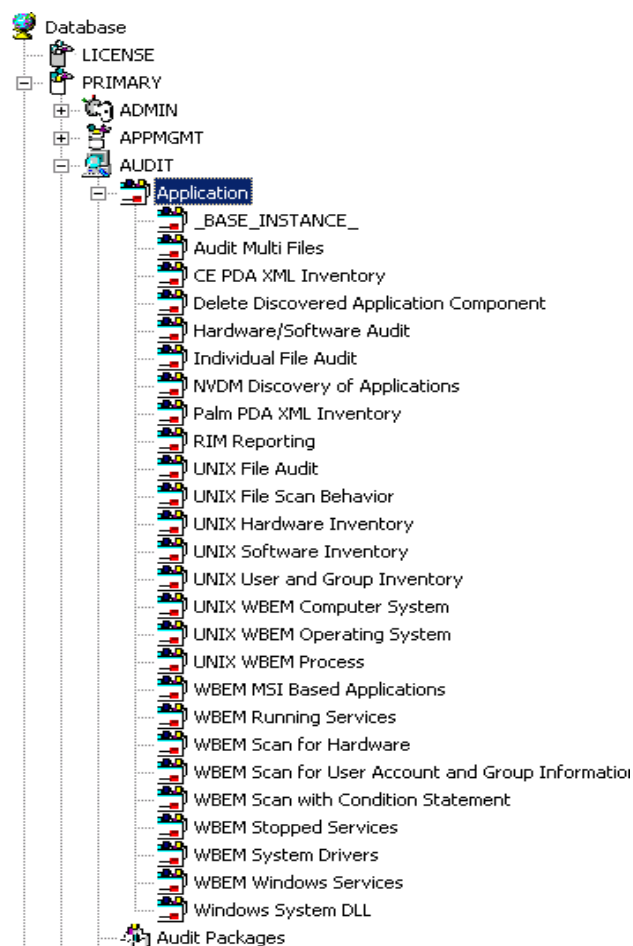 Database
LICENSE
PRIMARY
ADMIN
APPMGMT
AUDIT
Application
_BASE_INSTANCE_
Audit Multi Files
CE PDA XML Inventory
Delete Discovered Application Component
Hardware/Software Audit
Individual File Audit
NVDM Discovery of Applications
Palm PDA XML Inventory
RIM Reporting
UNIX File Audit
UNIX File Scan Behavior
UNIX Hardware Inventory
UNIX Software Inventory
UNIX User and Group Inventory
UNIX WBEM Computer System
UNIX WBEM Operating System
UNIX WBEM Process
WBEM MSI Based Applications
WBEM Running Services
WBEM Scan for Hardware
WBEM Scan for User Account and Group Information
WBEM Scan with Condition Statement
WBEM Stopped Services
WBEM System Drivers
WBEM Windows Services
Windows System DLL
Audit Packages